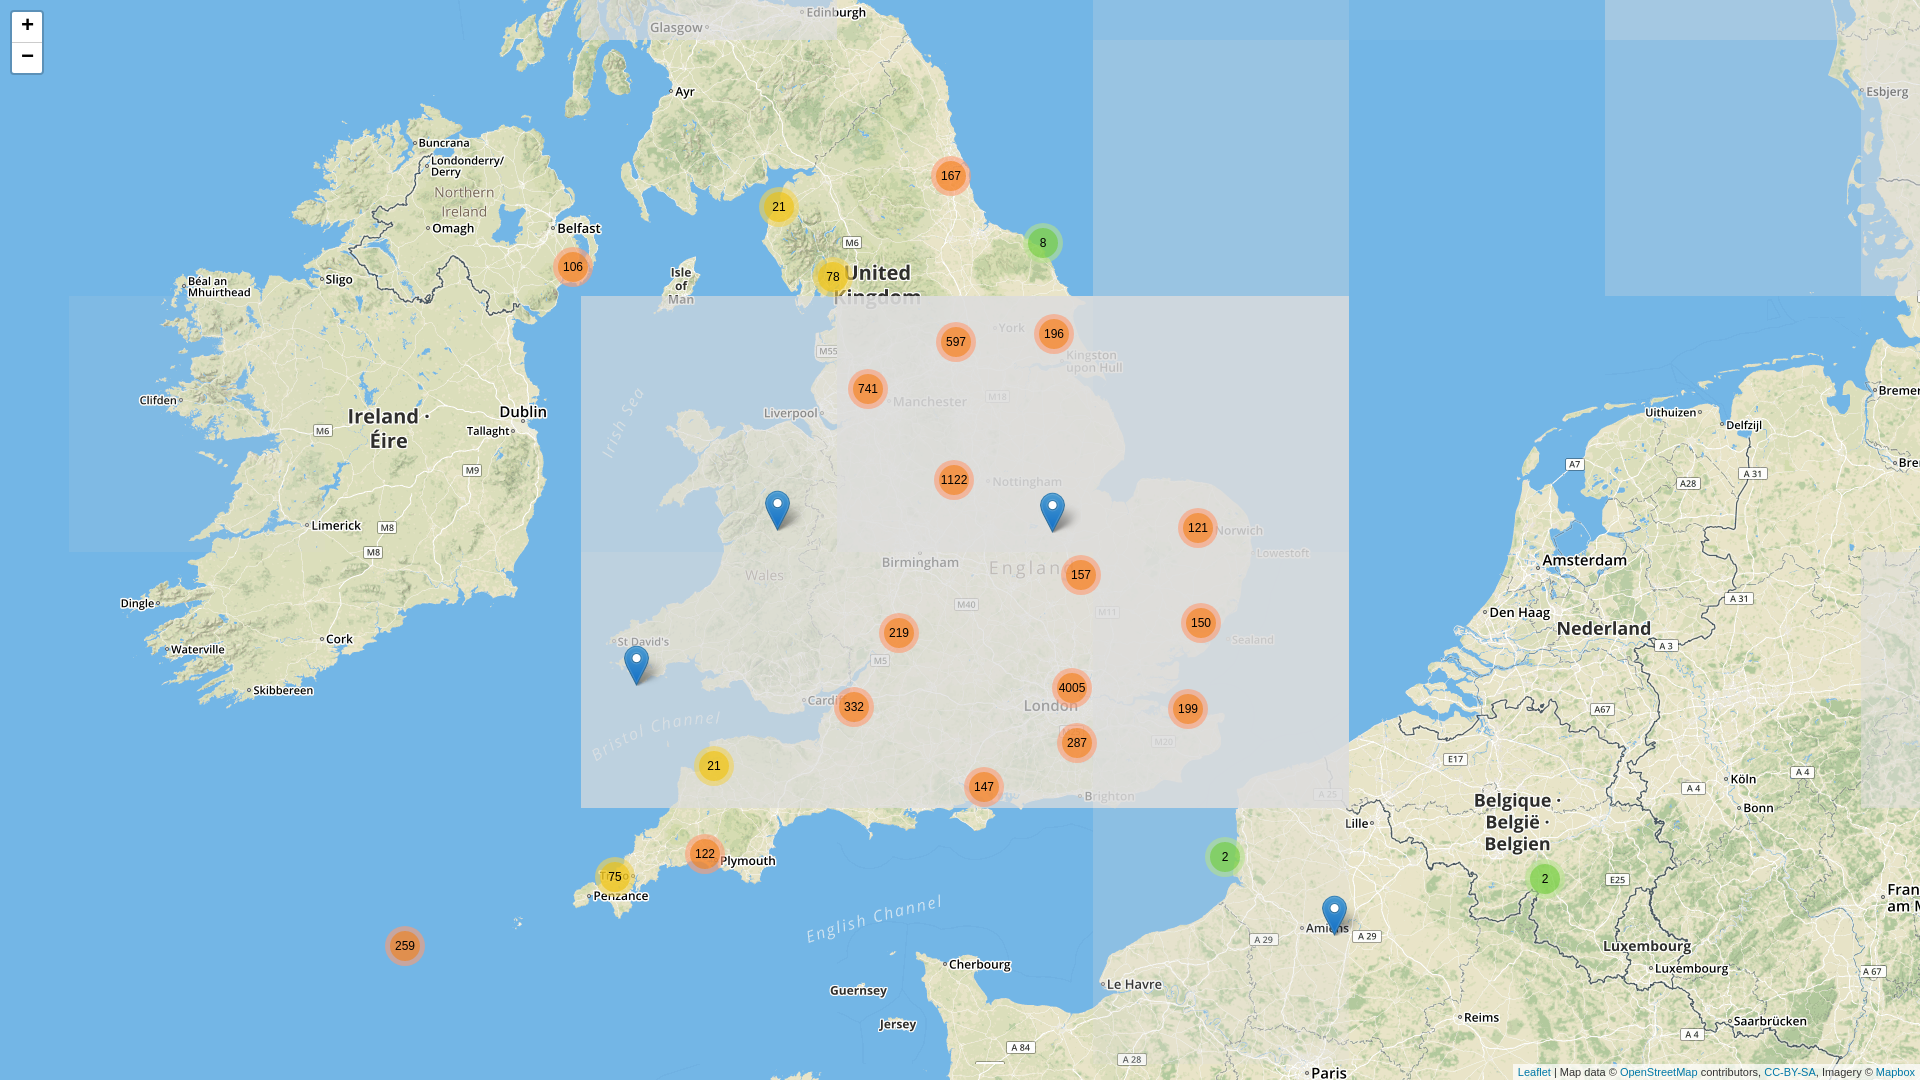 +
−
Glasgow
Edinburgh
Ayr
Esbjerg
Buncrana
Londonderry/
Derry
Northern
Ireland
Omagh
Belfast
167
21
8
M6
106
78
United
Kingdom
Isle
of
Man
Sligo
Béal an
Mhuirthead
York
196
597
M55
Kingston
upon Hull
741
Manchester
M18
Liverpool
Irish Sea
Clifden
Ireland ·
Éire
Dublin
Tallaght
M6
M9
Bremer
Uithuizen
Delfzijl
Bre
A7
A 31
A28
1122
Nottingham
Limerick
M8
M8
121
Norwich
Lowestoft
Birmingham
Englan
157
Wales
Amsterdam
Dingle
M40
M11
Den Haag
A 31
Nederland
150
Sealand
219
Cork
Waterville
St David's
M5
A 3
Skibbereen
4005
London
199
Cardiff
332
A67
Bristol Channel
287
M20
E17
21
147
Brighton
A 25
Köln
A 4
A 4
Bonn
Belgique ·
België ·
Belgien
Lille
122
Plymouth
2
75
Penzance
2
E25
Fran
am M
English Channel
259
Amiens
A 29
A 29
Luxembourg
Luxembourg
A 67
Cherbourg
Le Havre
Guernsey
Jersey
Reims
Saarbrücken
A 84
A 28
A 4
Paris
Leaflet | Map data © OpenStreetMap contributors, CC-BY-SA, Imagery © Mapbox